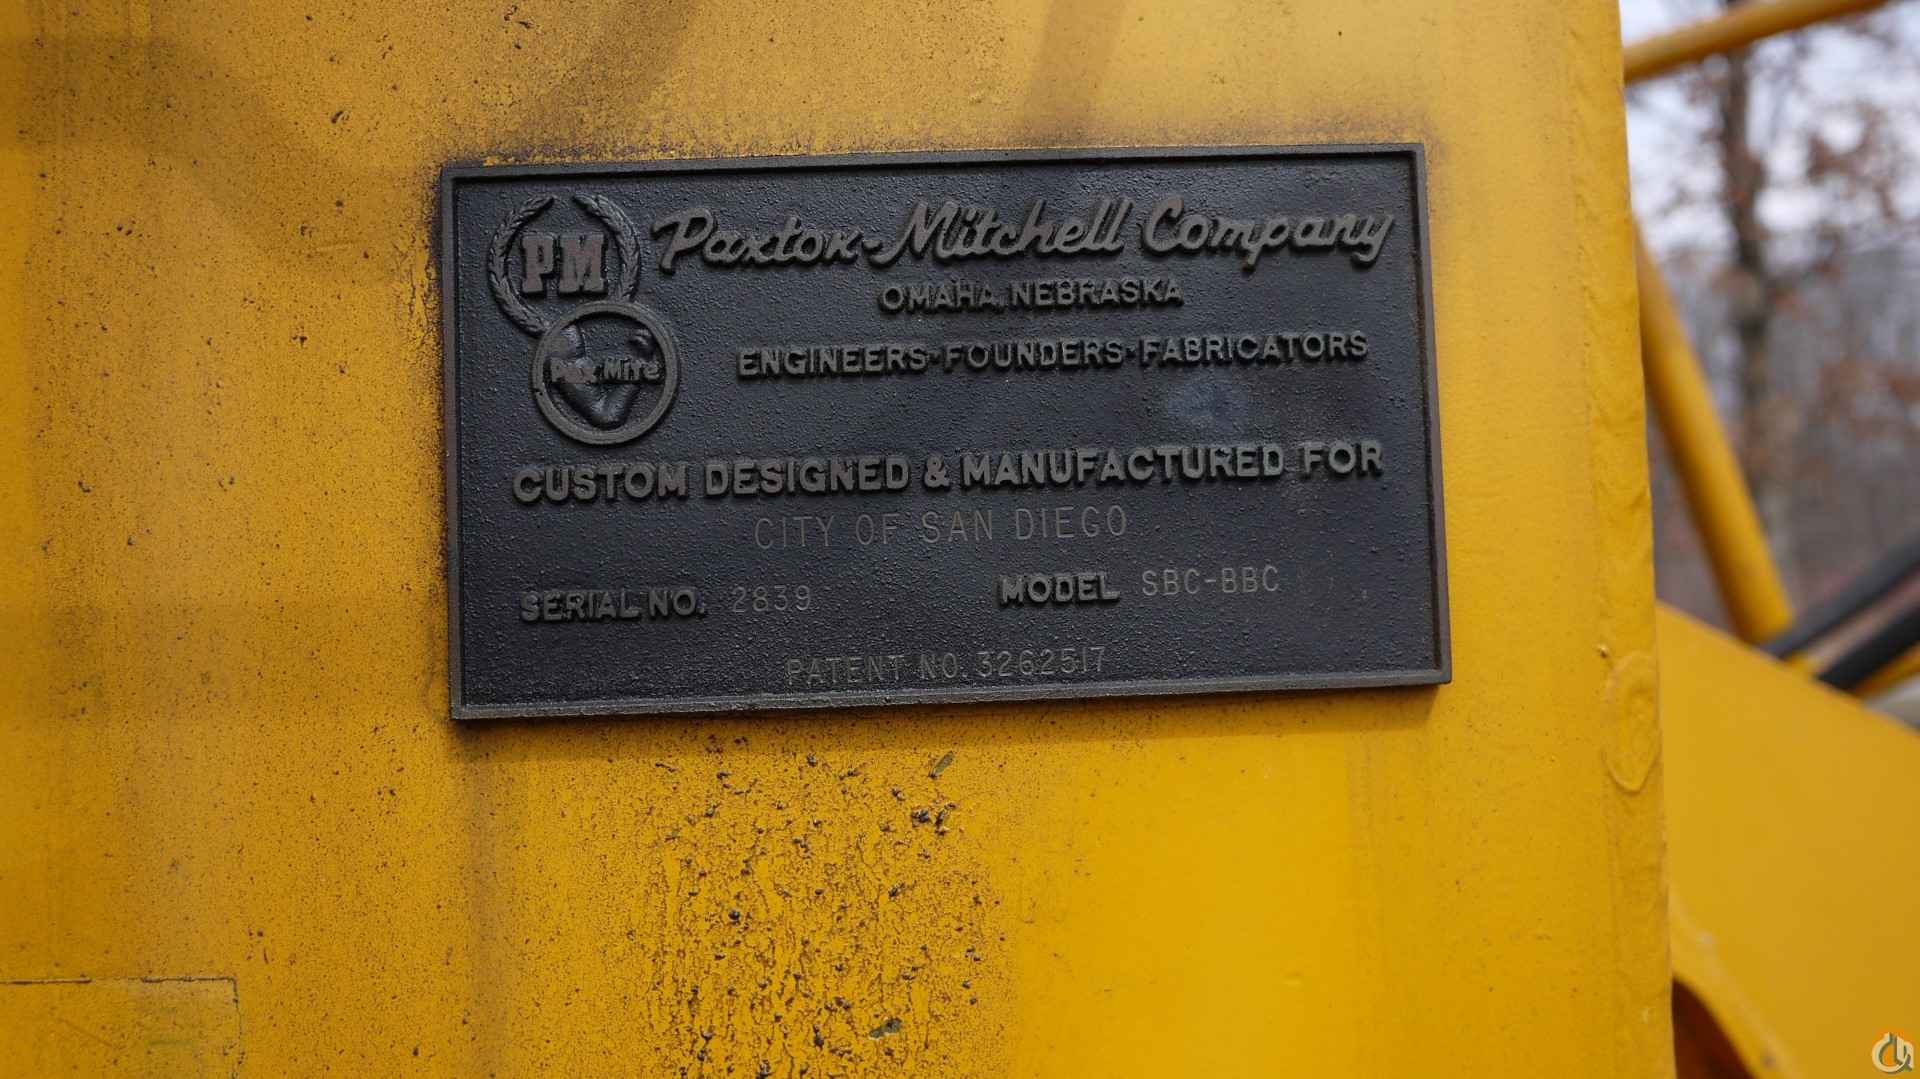 PM
Paxton-Mitchell Company
OMAHA, NEBRASKA
ENGINEERS·FOUNDERS·FABRICATORS
Pax Mite
CUSTOM DESIGNED & MANUFACTURED FOR
CITY OF SAN DIEGO
SERIAL NO. 2839 MODEL SBC-BBC
PATENT NO. 3262517